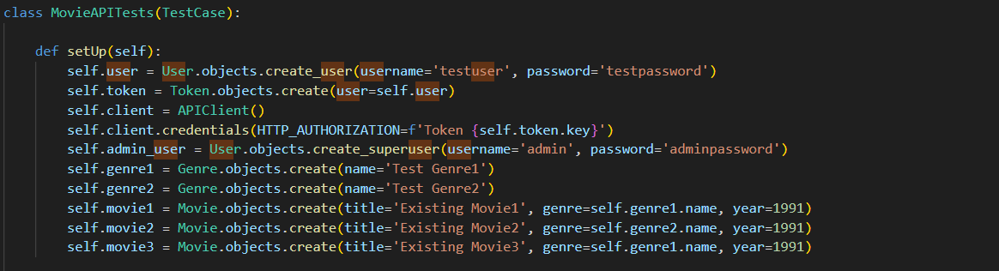 class MovieAPITests(TestCase):
def setUp(self):
self.user = User.objects.create_user(username='testuser', password='testpassword')
self.token = Token.objects.create(user=self.user)
self.client = APIClient()
self.client.credentials(HTTP_AUTHORIZATION=f'Token {self.token.key}')
self.admin_user = User.objects.create_superuser(username='admin', password='adminpassword')
self.genre1 = Genre.objects.create(name='Test Genre1')
self.genre2 = Genre.objects.create(name='Test Genre2')
self.movie1 = Movie.objects.create(title='Existing Movie1', genre=self.genre1.name, year=1991)
self.movie2 = Movie.objects.create(title='Existing Movie2', genre=self.genre2.name, year=1991)
self.movie3 = Movie.objects.create(title='Existing Movie3', genre=self.genre1.name, year=1991)